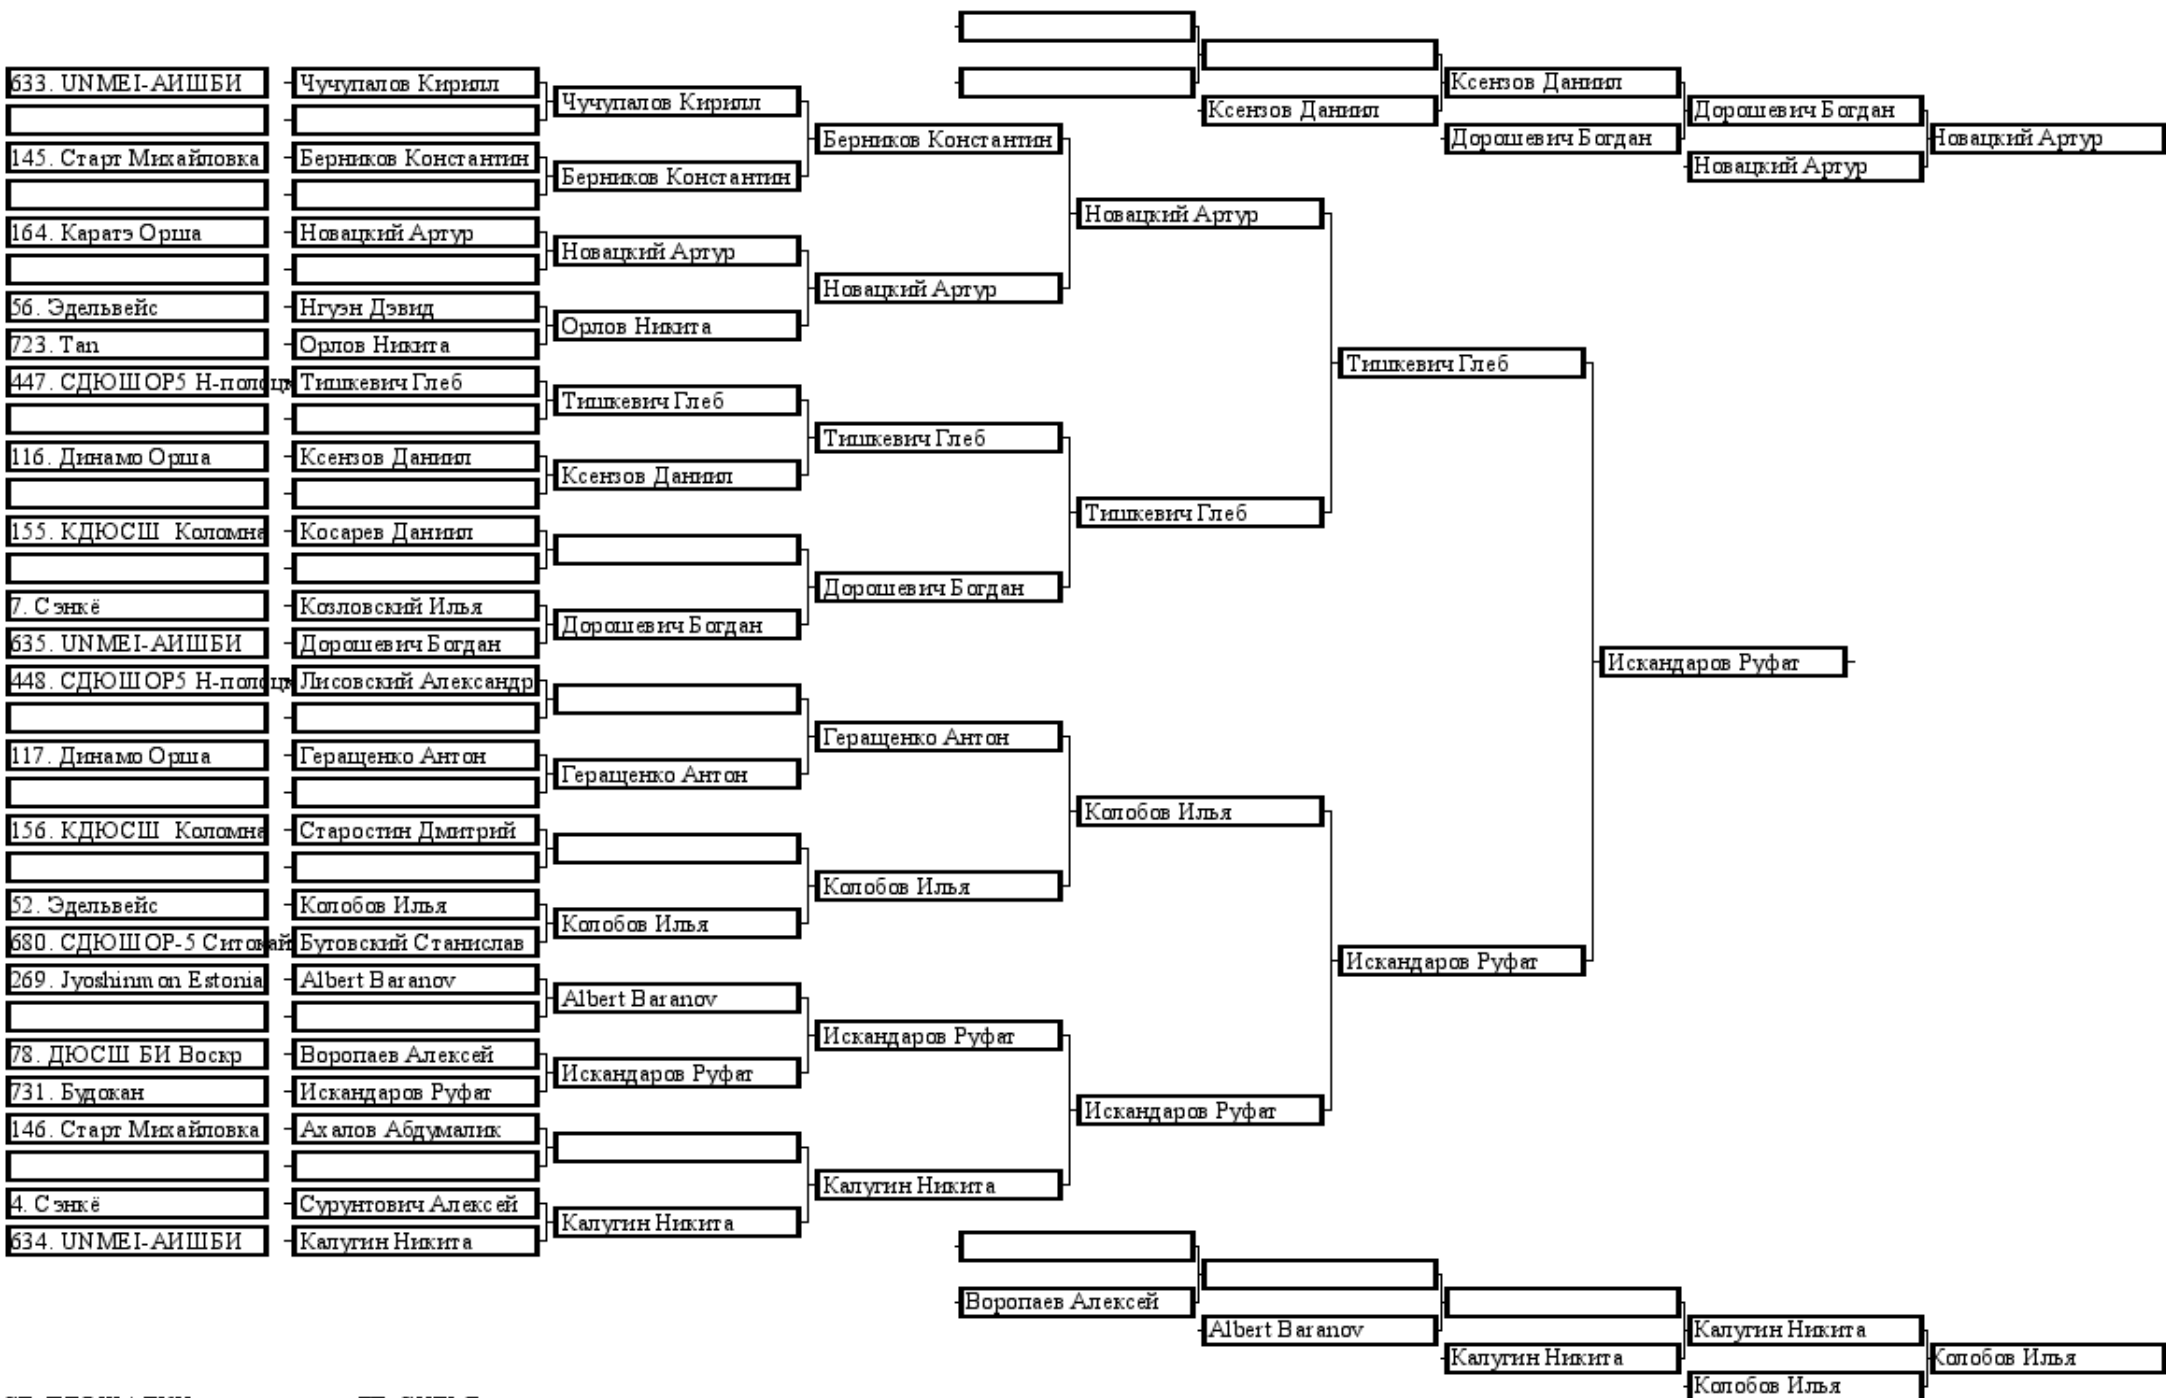 Ксензов Даниил
633. UNMEI-АИШБИ Чучупалов Кирилл
Чучупалов Кирилл
Ксензов Даниил
Дорошевич Богдан
Берников Константин
Дорошевич Богдан
Новацкий Артур
145. Старт Михайловка Берников Константин
Берников Константин
Новацкий Артур
Новацкий Артур
164. Каратэ Орша Новацкий Артур
Новацкий Артур
Новацкий Артур
56. Эдельвейс Нгуэн Дэвид
Орлов Никита
723. Tan Орлов Никита
Тишкевич Глеб
447. СДЮШОР5 Н-полоцк Тишкевич Глеб
Тишкевич Глеб
Тишкевич Глеб
116. Динамо Орша Ксензов Даниил
Ксензов Даниил
Тишкевич Глеб
155. КДЮСШ Коломна Косарев Даниил
Дорошевич Богдан
7. Сэнкё Козловский Илья
Дорошевич Богдан
635. UNMEI-АИШБИ Дорошевич Богдан
Искандаров Руфат
448. СДЮШОР5 Н-полоцк Лисовский Александр
Геращенко Антон
117. Динамо Орша Геращенко Антон
Геращенко Антон
Колобов Илья
156. КДЮСШ Коломна Старостин Дмитрий
Колобов Илья
52. Эдельвейс Колобов Илья
Колобов Илья
680. СДЮШОР-5 Ситокай Бутовский Станислав
Искандаров Руфат
269. Jyoshinmon Estonia Albert Baranov
Albert Baranov
Искандаров Руфат
78. ДЮСШ БИ Воскр Воропаев Алексей
Искандаров Руфат
731. Будокан Искандаров Руфат
Искандаров Руфат
146. Старт Михайловка Ахалов Абдумалик
Калугин Никита
4. Сэнкё Сурунтович Алексей
Калугин Никита
634. UNMEI-АИШБИ Калугин Никита
Воропаев Алексей
Albert Baranov
Калугин Никита
Калугин Никита
Колобов Илья
Колобов Илья